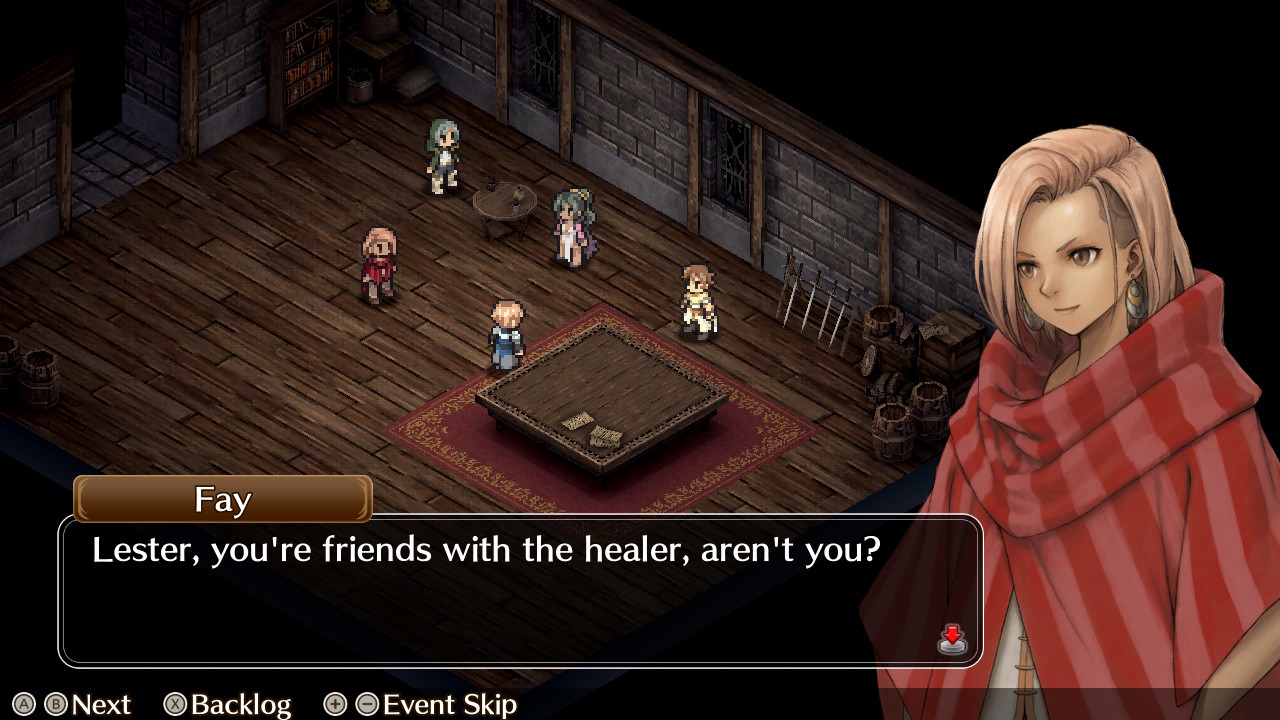 Fay
Lester, you're friends with the healer, aren't you?
A B Next X Backlog + - Event Skip